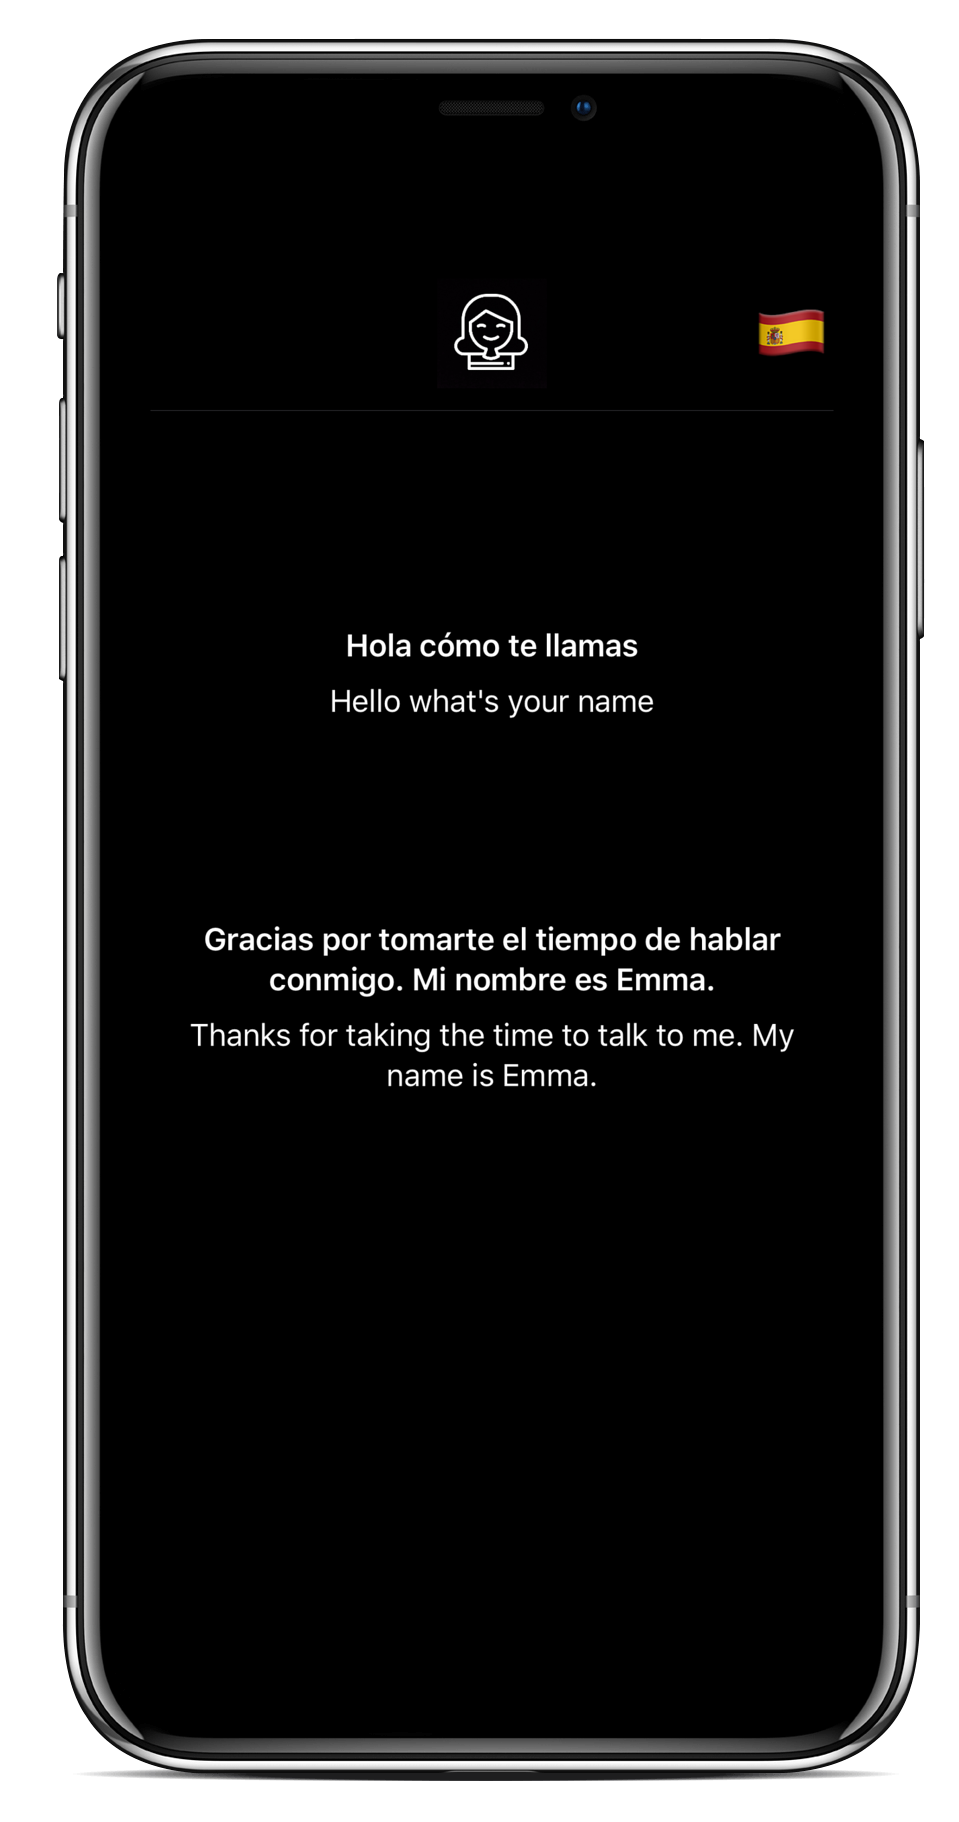 Hola cómo te llamas
Hello what's your name
Gracias por tomarte el tiempo de hablar
conmigo. Mi nombre es Emma.
Thanks for taking the time to talk to me. My
name is Emma.